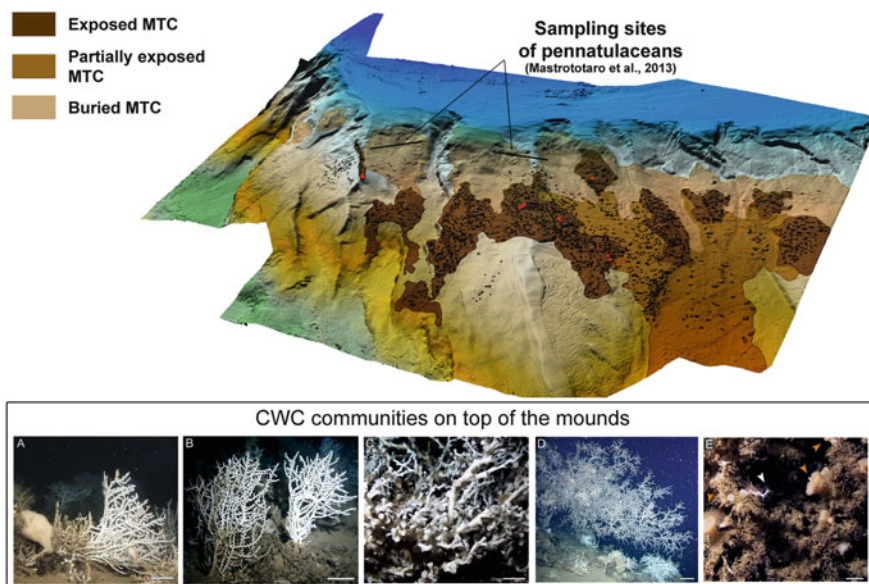 Exposed MTC
Partially exposed
MTC
Buried MTC
Sampling sites
of pennatulaceans
(Mastrototaro et al., 2013)
CWC communities on top of the mounds
A
B
C
D
E